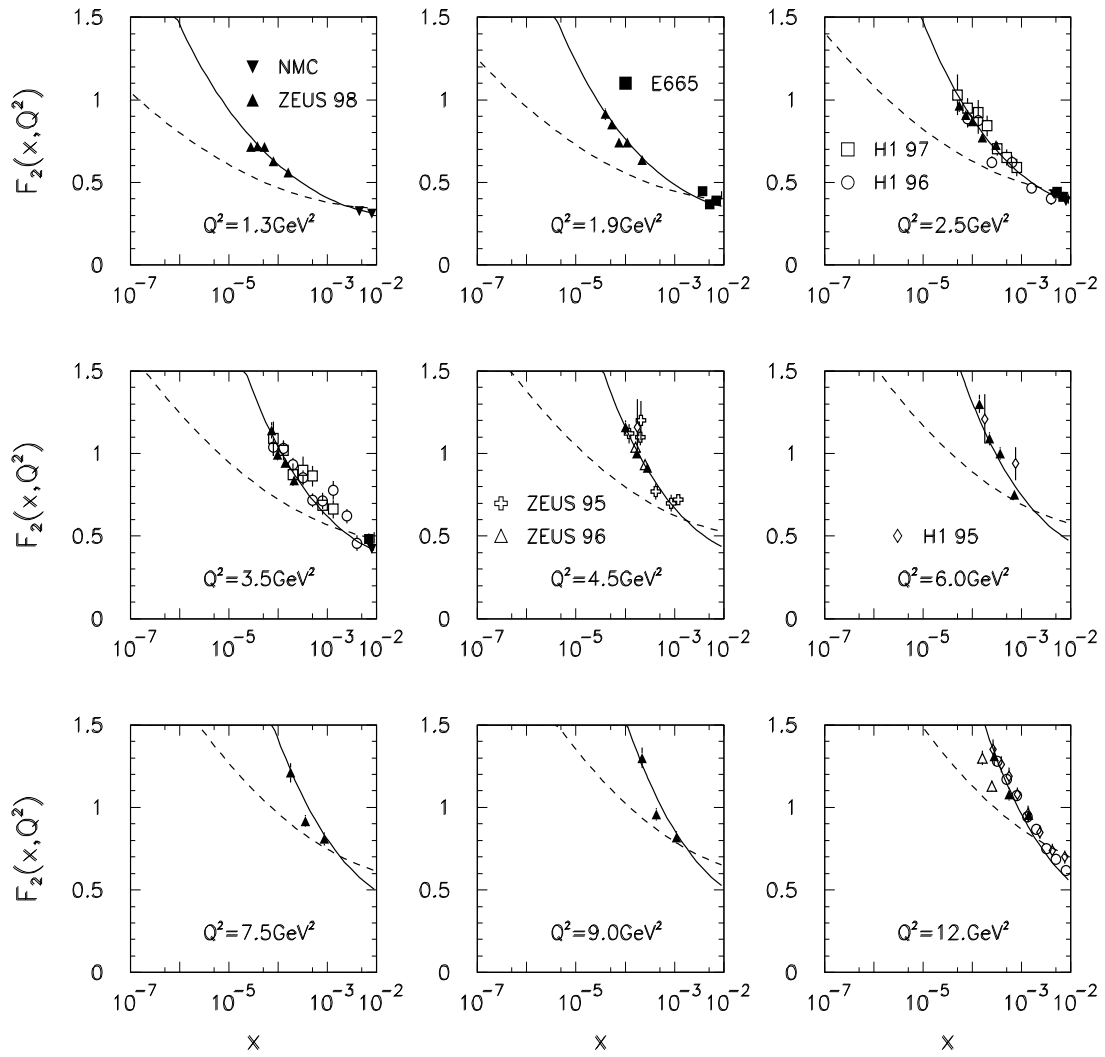 F₂(x,Q²)
1.5
1
0.5
0
NMC
ZEUS 98
Q²=1.3GeV²
10⁻⁷ 10⁻⁵ 10⁻³ 10⁻²
1.5
1
0.5
0
E665
Q²=1.9GeV²
10⁻⁷ 10⁻⁵ 10⁻³ 10⁻²
1.5
1
0.5
0
H1 97
H1 96
Q²=2.5GeV²
10⁻⁷ 10⁻⁵ 10⁻³ 10⁻²
F₂(x,Q²)
1.5
1
0.5
0
Q²=3.5GeV²
10⁻⁷ 10⁻⁵ 10⁻³ 10⁻²
1.5
1
0.5
0
ZEUS 95
ZEUS 96
Q²=4.5GeV²
10⁻⁷ 10⁻⁵ 10⁻³ 10⁻²
1.5
1
0.5
0
H1 95
Q²=6.0GeV²
10⁻⁷ 10⁻⁵ 10⁻³ 10⁻²
F₂(x,Q²)
1.5
1
0.5
0
Q²=7.5GeV²
10⁻⁷ 10⁻⁵ 10⁻³ 10⁻²
x
1.5
1
0.5
0
Q²=9.0GeV²
10⁻⁷ 10⁻⁵ 10⁻³ 10⁻²
x
1.5
1
0.5
0
Q²=12.GeV²
10⁻⁷ 10⁻⁵ 10⁻³ 10⁻²
x